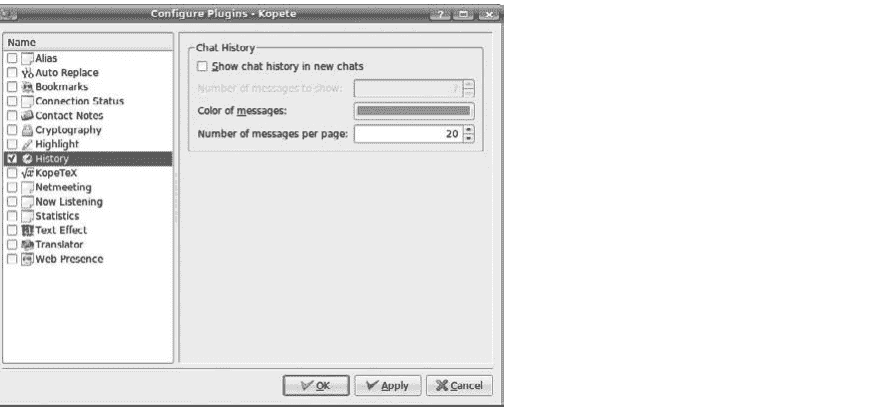 Configure Plugins - Kopete
Name
Alias
Auto Replace
Bookmarks
Connection Status
Contact Notes
Cryptography
Highlight
History
KopeTeX
Netmeeting
Now Listening
Statistics
Text Effect
Translator
Web Presence
Chat History
Show chat history in new chats
Number of messages to show: 7
Color of messages:
Number of messages per page: 20
OK Apply Cancel